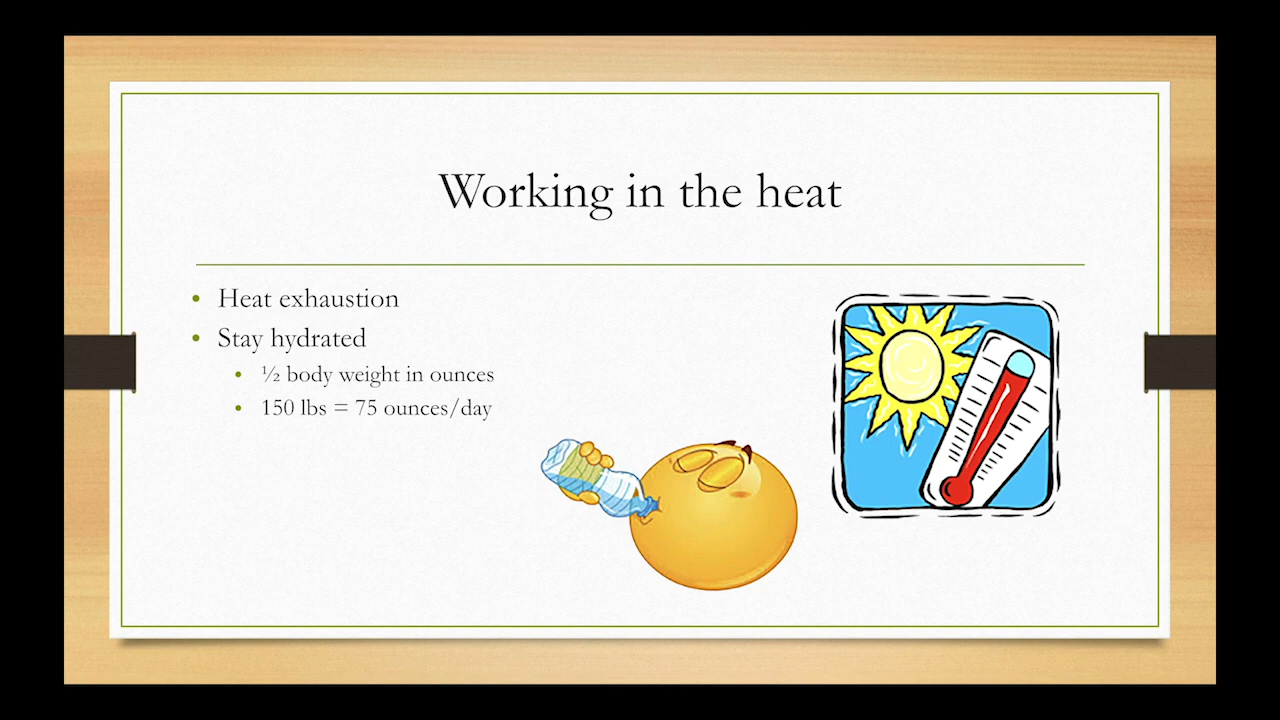 Working in the heat
• Heat exhaustion
• Stay hydrated
• ½ body weight in ounces
• 150 lbs = 75 ounces/day